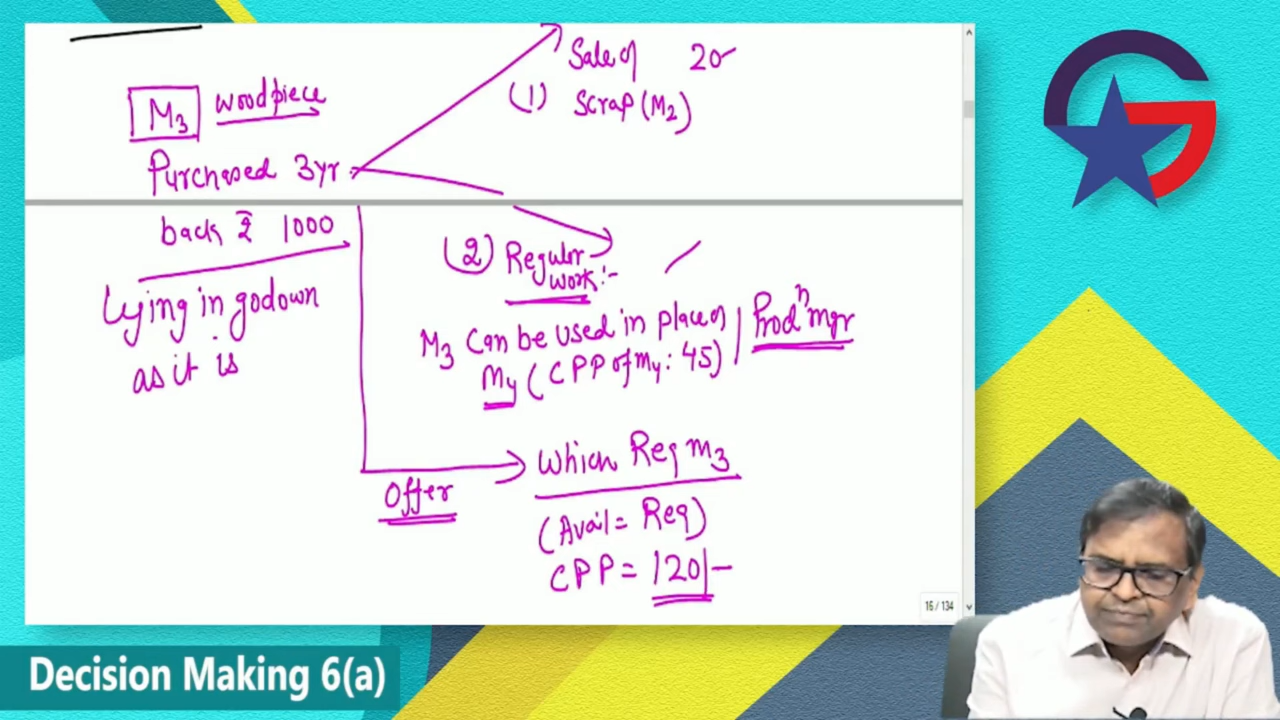 Sale of 20
(1) Scrap (M2)
M3 woodpiece
Purchased 3yr
back ₹ 1000
Lying in godown
as it is
(2) Regular
work:-
M3 Can be used in place of
My (CPP of My: 45)
Prodⁿ mgr
Offer
Which Req M3
(Avail = Req)
CPP = 120/-
16 / 134
G
Decision Making 6(a)